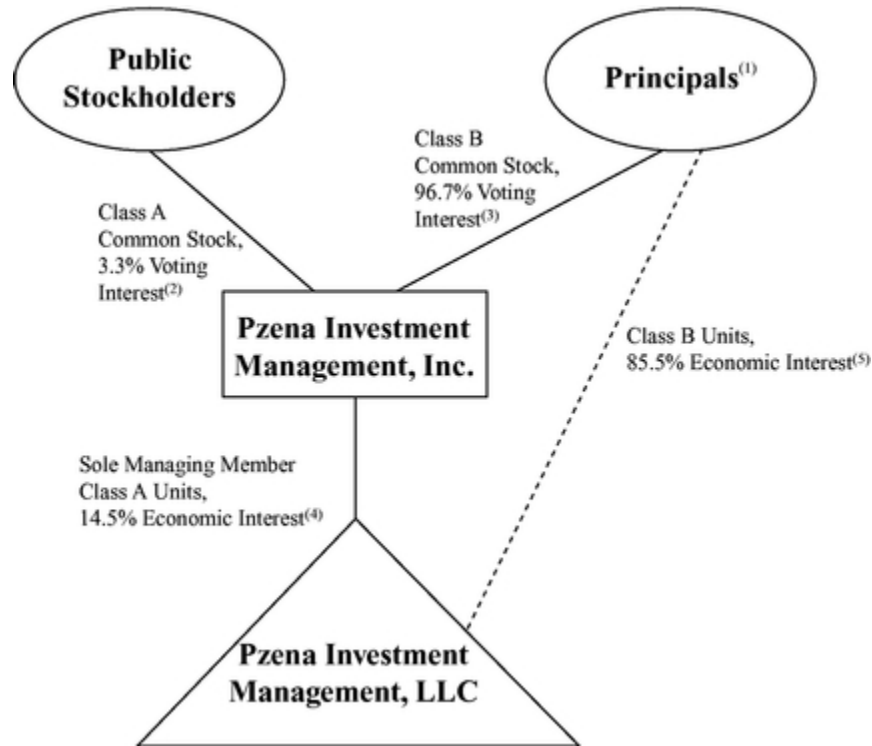 Public
Stockholders
Principals(1)
Class B
Common Stock,
96.7% Voting
Interest(3)
Class A
Common Stock,
3.3% Voting
Interest(2)
Pzena Investment
Management, Inc.
Class B Units,
85.5% Economic Interest(5)
Sole Managing Member
Class A Units,
14.5% Economic Interest(4)
Pzena Investment
Management, LLC